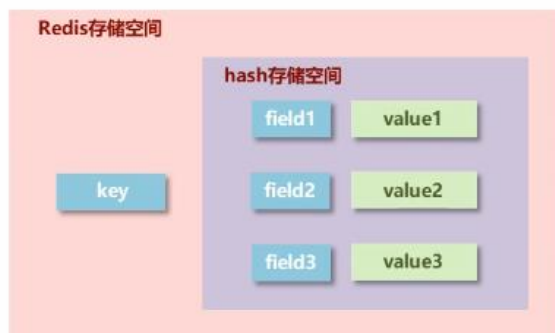 Redis存储空间
hash存储空间
field1 value1
key field2 value2
field3 value3